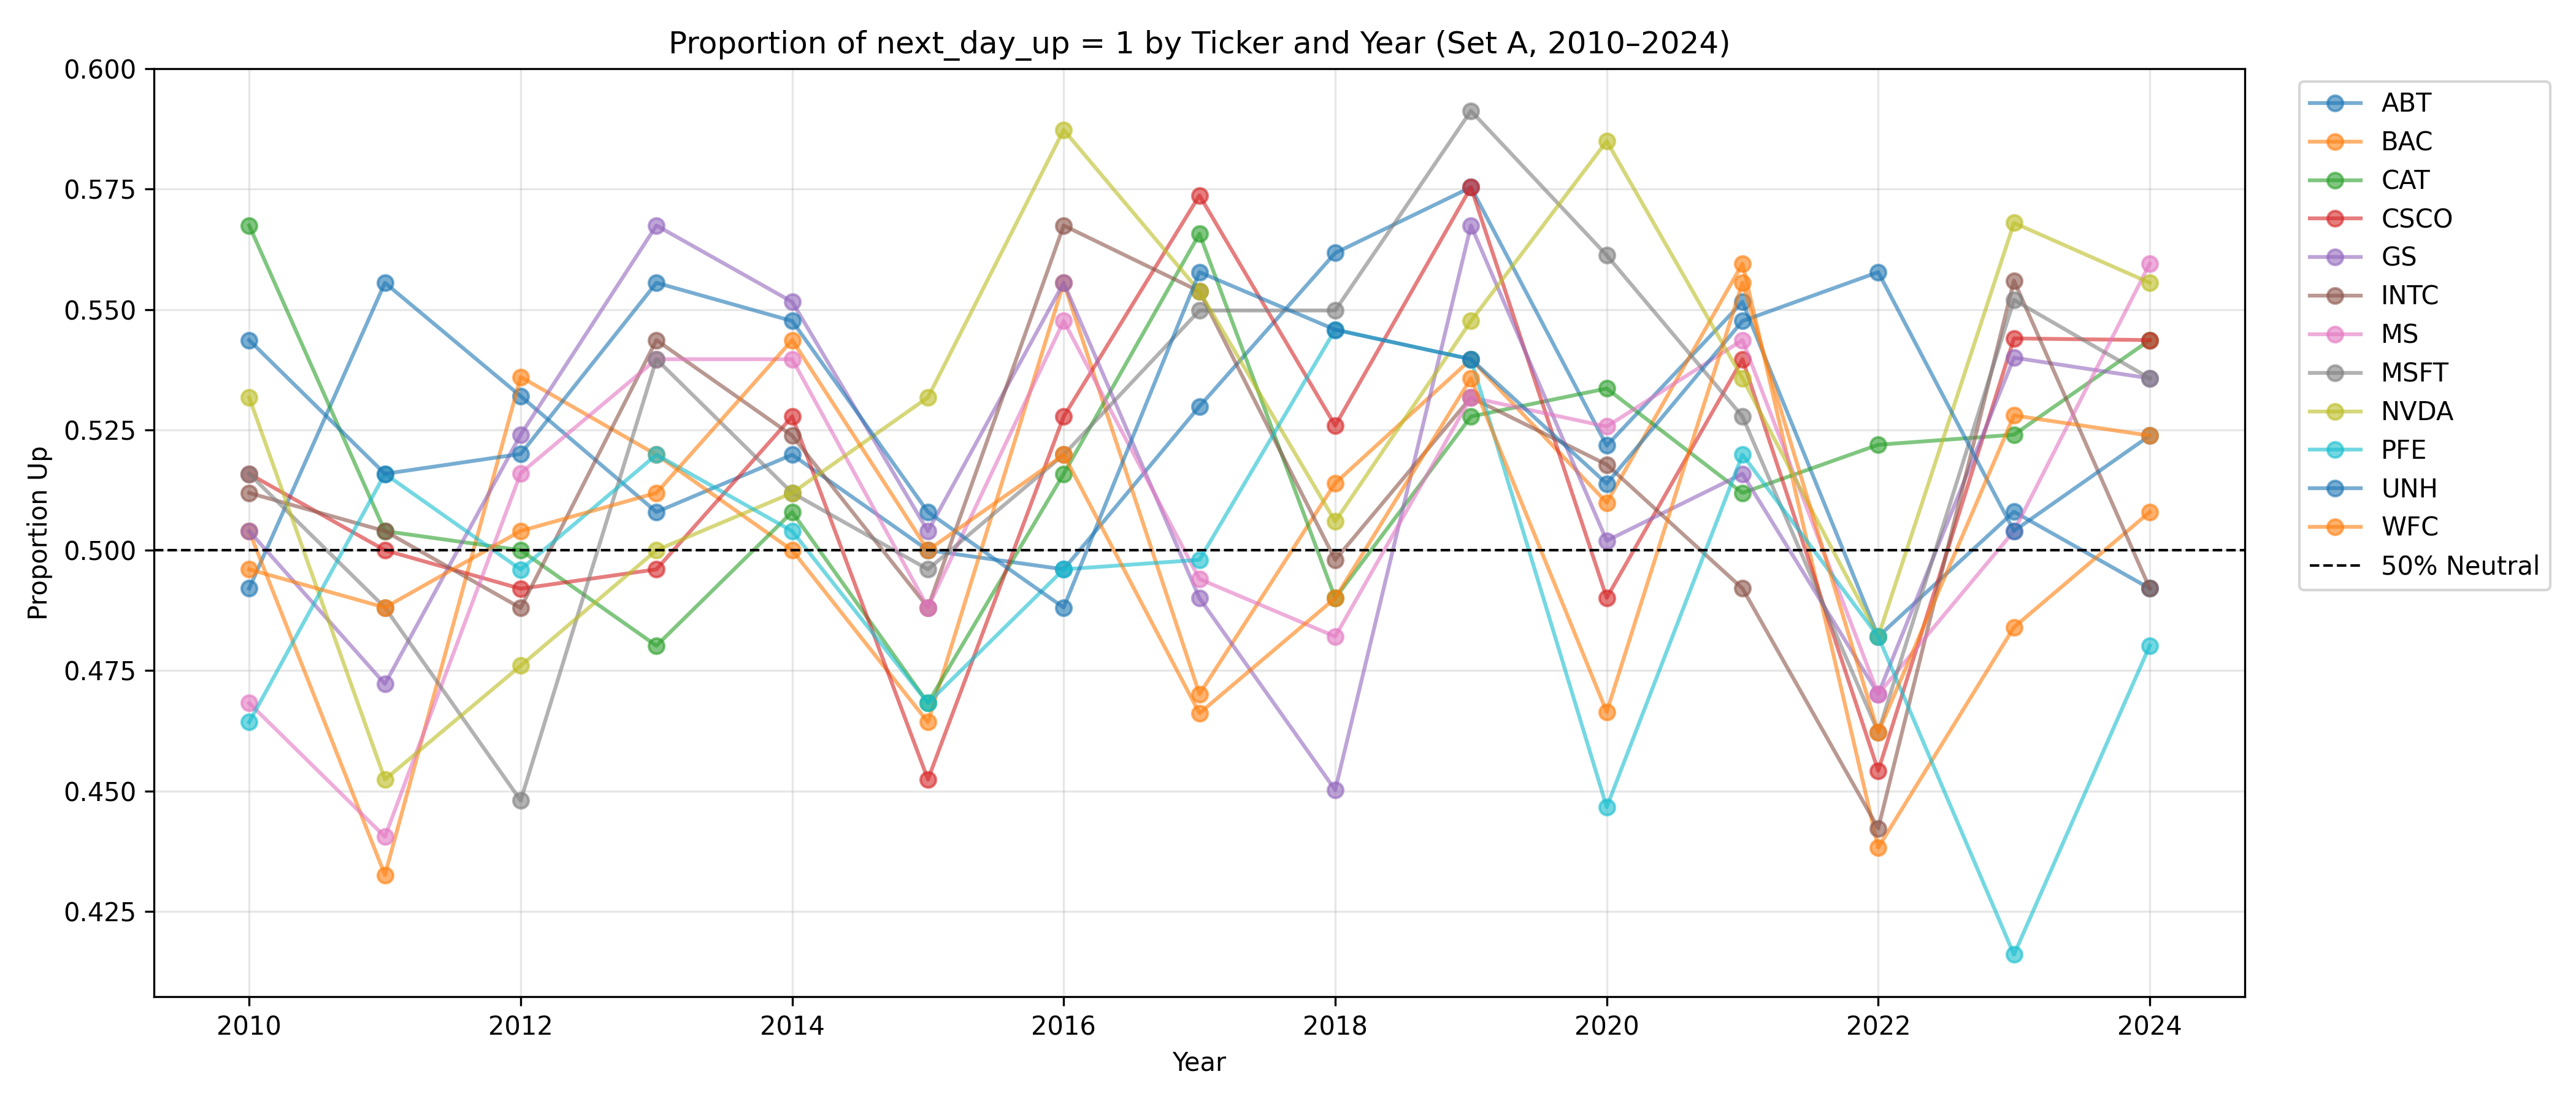 Proportion of next_day_up = 1 by Ticker and Year (Set A, 2010–2024)
Proportion Up
0.600
0.575
0.550
0.525
0.500
0.475
0.450
0.425
2010
2012
2014
2016
2018
2020
2022
2024
Year
ABT
BAC
CAT
CSCO
GS
INTC
MS
MSFT
NVDA
PFE
UNH
WFC
50% Neutral